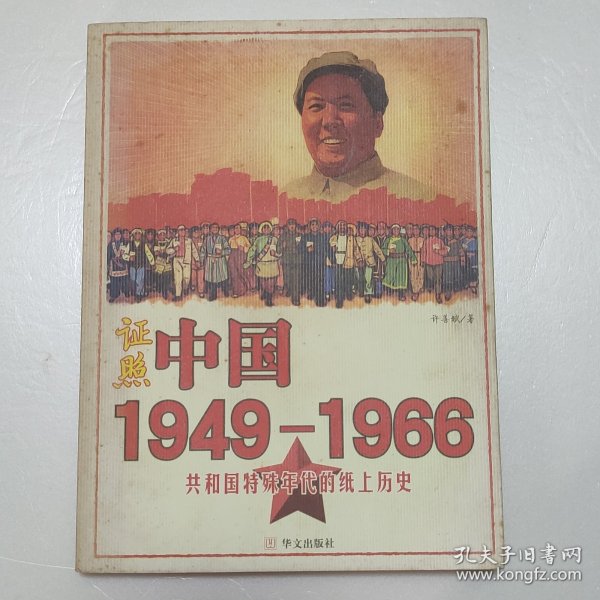 许善斌/著
证照
中国
1949-1966
共和国特殊年代的纸上历史
华文出版社
孔夫子旧书网
www.kongfz.com